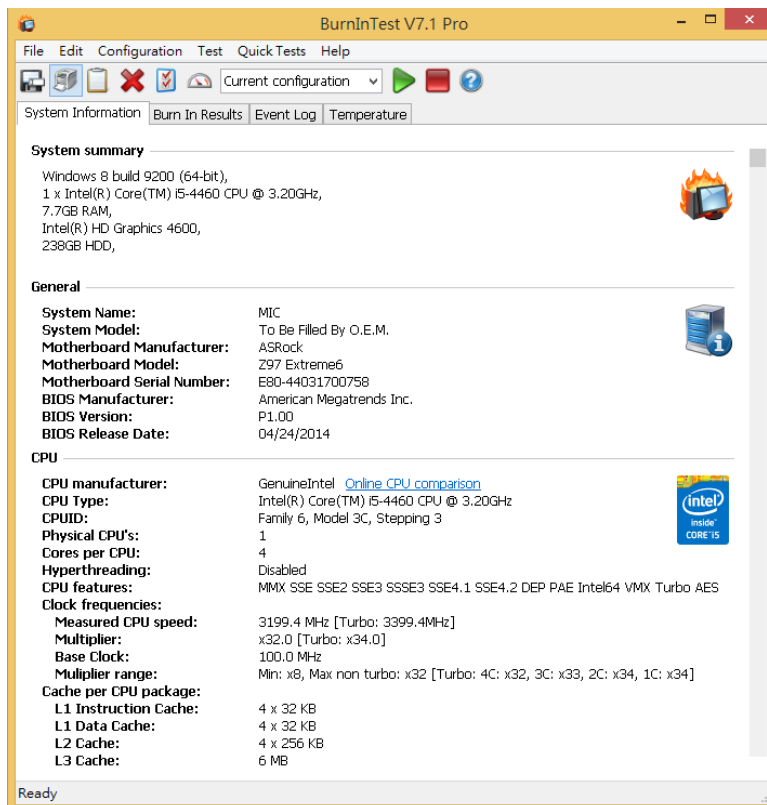 BurnInTest V7.1 Pro
File Edit Configuration Test Quick Tests Help
Current configuration
System Information Burn In Results Event Log Temperature
System summary
Windows 8 build 9200 (64-bit),
1 x Intel(R) Core(TM) i5-4460 CPU @ 3.20GHz,
7.7GB RAM,
Intel(R) HD Graphics 4600,
238GB HDD,
General
System Name: MIC
System Model: To Be Filled By O.E.M.
Motherboard Manufacturer: ASRock
Motherboard Model: Z97 Extreme6
Motherboard Serial Number: E80-44031700758
BIOS Manufacturer: American Megatrends Inc.
BIOS Version: P1.00
BIOS Release Date: 04/24/2014
CPU
CPU manufacturer: GenuineIntel Online CPU comparison
CPU Type: Intel(R) Core(TM) i5-4460 CPU @ 3.20GHz
CPUID: Family 6, Model 3C, Stepping 3
Physical CPU's: 1
Cores per CPU: 4
Hyperthreading: Disabled
CPU features: MMX SSE SSE2 SSE3 SSSE3 SSE4.1 SSE4.2 DEP PAE Intel64 VMX Turbo AES
Clock frequencies:
Measured CPU speed: 3199.4 MHz [Turbo: 3399.4MHz]
Multiplier: x32.0 [Turbo: x34.0]
Base Clock: 100.0 MHz
Muliplier range: Min: x8, Max non turbo: x32 [Turbo: 4C: x32, 3C: x33, 2C: x34, 1C: x34]
Cache per CPU package:
L1 Instruction Cache: 4 x 32 KB
L1 Data Cache: 4 x 32 KB
L2 Cache: 4 x 256 KB
L3 Cache: 6 MB
intel
inside™
CORE™i5
Ready